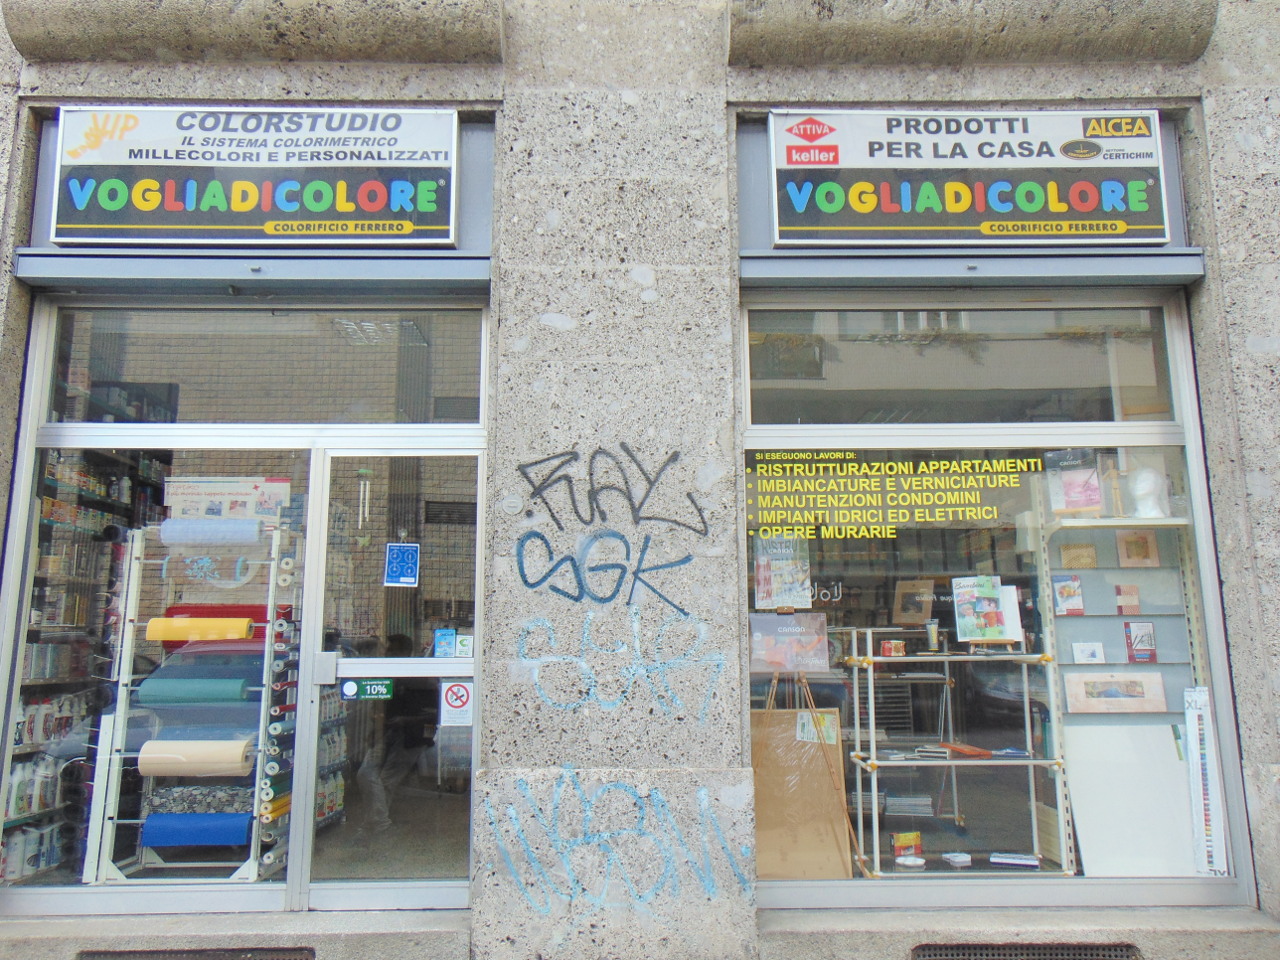 VIP
COLORSTUDIO
IL SISTEMA COLORIMETRICO
MILLECOLORI E PERSONALIZZATI
VOGLIADICOLORE®
COLORIFICIO FERRERO
ATTIVA
keller
PRODOTTI
PER LA CASA
ALCEA
CERTICHIM
VOGLIADICOLORE®
COLORIFICIO FERRERO
SI ESEGUONO LAVORI DI:
• RISTRUTTURAZIONI APPARTAMENTI
• IMBIANCATURE E VERNICIATURE
• MANUTENZIONI CONDOMINI
• IMPIANTI IDRICI ED ELETTRICI
• OPERE MURARIE
SGK
10%
CANSON
XL